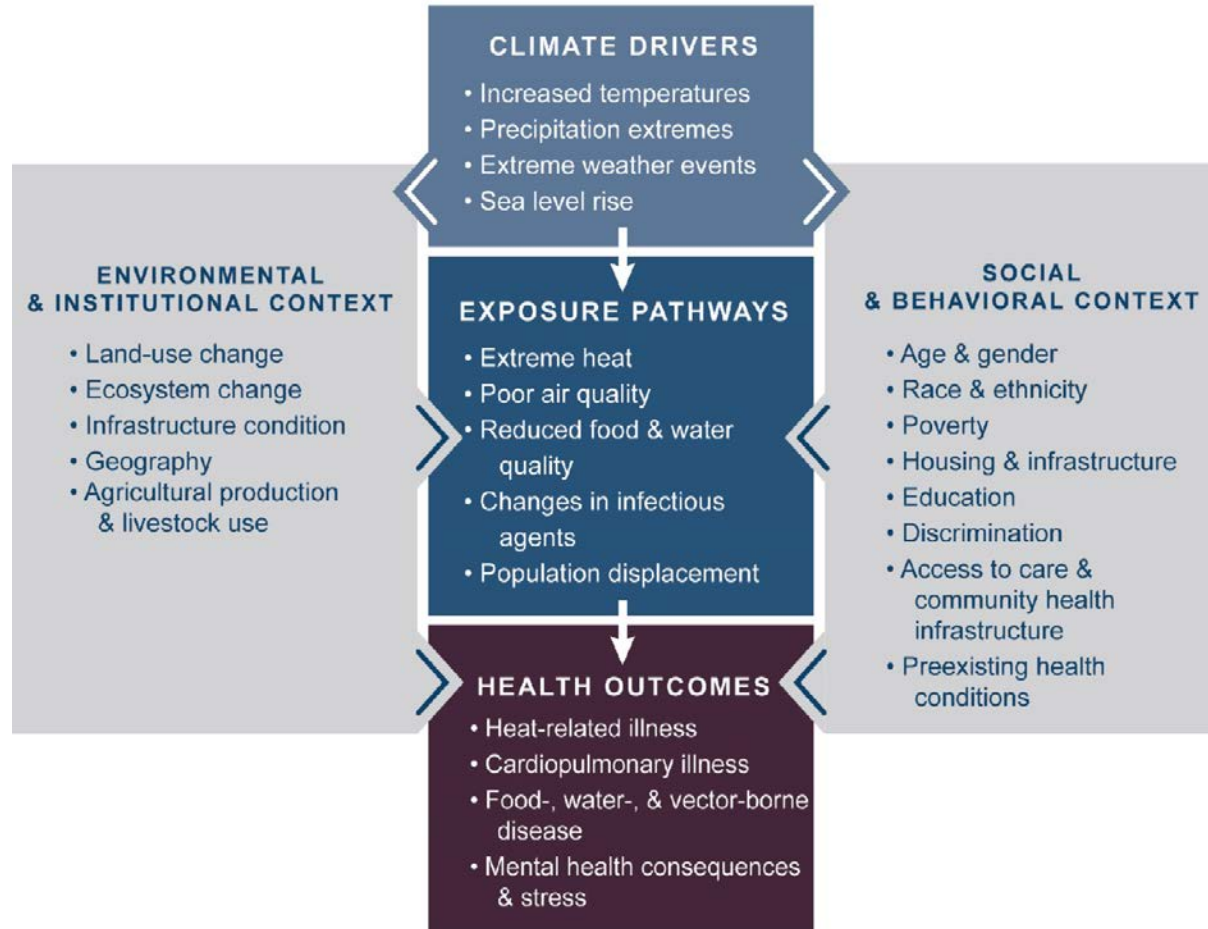 CLIMATE DRIVERS
• Increased temperatures
• Precipitation extremes
• Extreme weather events
• Sea level rise
ENVIRONMENTAL
& INSTITUTIONAL CONTEXT
• Land-use change
• Ecosystem change
• Infrastructure condition
• Geography
• Agricultural production
& livestock use
EXPOSURE PATHWAYS
• Extreme heat
• Poor air quality
• Reduced food & water
quality
• Changes in infectious
agents
• Population displacement
SOCIAL
& BEHAVIORAL CONTEXT
• Age & gender
• Race & ethnicity
• Poverty
• Housing & infrastructure
• Education
• Discrimination
• Access to care &
community health
infrastructure
• Preexisting health
conditions
HEALTH OUTCOMES
• Heat-related illness
• Cardiopulmonary illness
• Food-, water-, & vector-borne
disease
• Mental health consequences
& stress